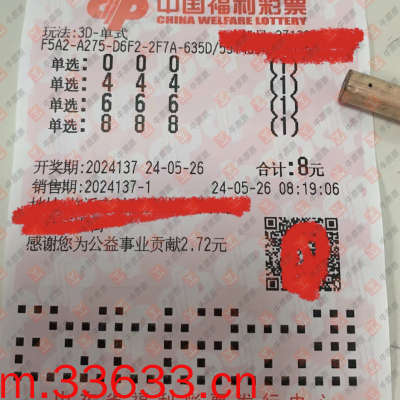 中国福利彩票
CHINA WELFARE LOTTERY
玩法:3D-单式
F5A2-A275-D6F2-2F7A-635D/
单选: 0 0 0 (1)
单选: 4 4 4 (1)
单选: 6 6 6 (1)
单选: 8 8 8 (1)
开奖期:2024137 24-05-26 合计:8元
销售期:2024137-1 24-05-26 08:19:06
感谢您为公益事业贡献2.72元
m.33633.cn